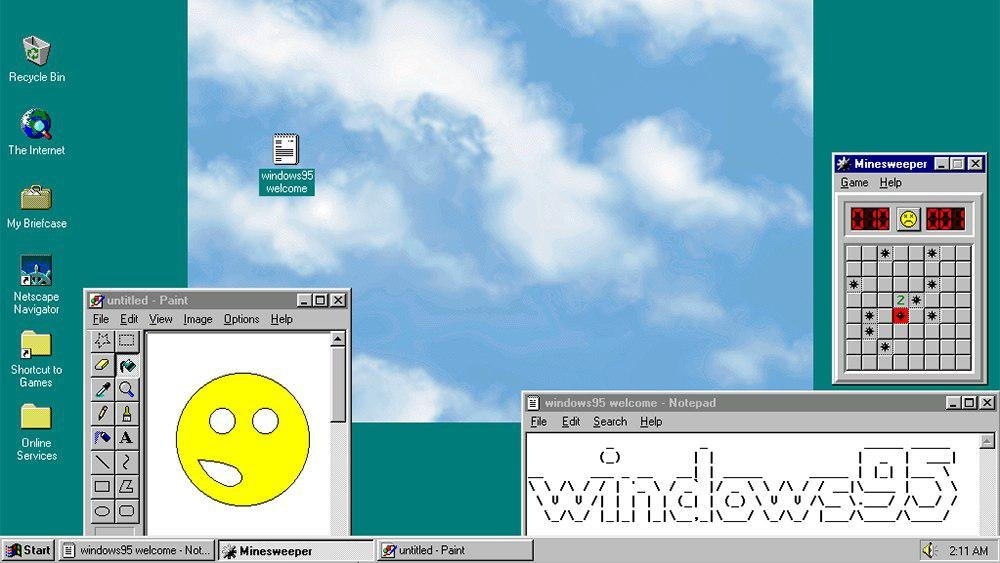 Recycle Bin
The Internet
My Briefcase
Netscape
Navigator
Shortcut to
Games
Online
Services
windows95
welcome
Minesweeper
Game Help
010 001
2
untitled - Paint
File Edit View Image Options Help
A
windows95 welcome - Notepad
File Edit Search Help
windows95
Start
windows95 welcome - Not...
Minesweeper
untitled - Paint
2:11 AM